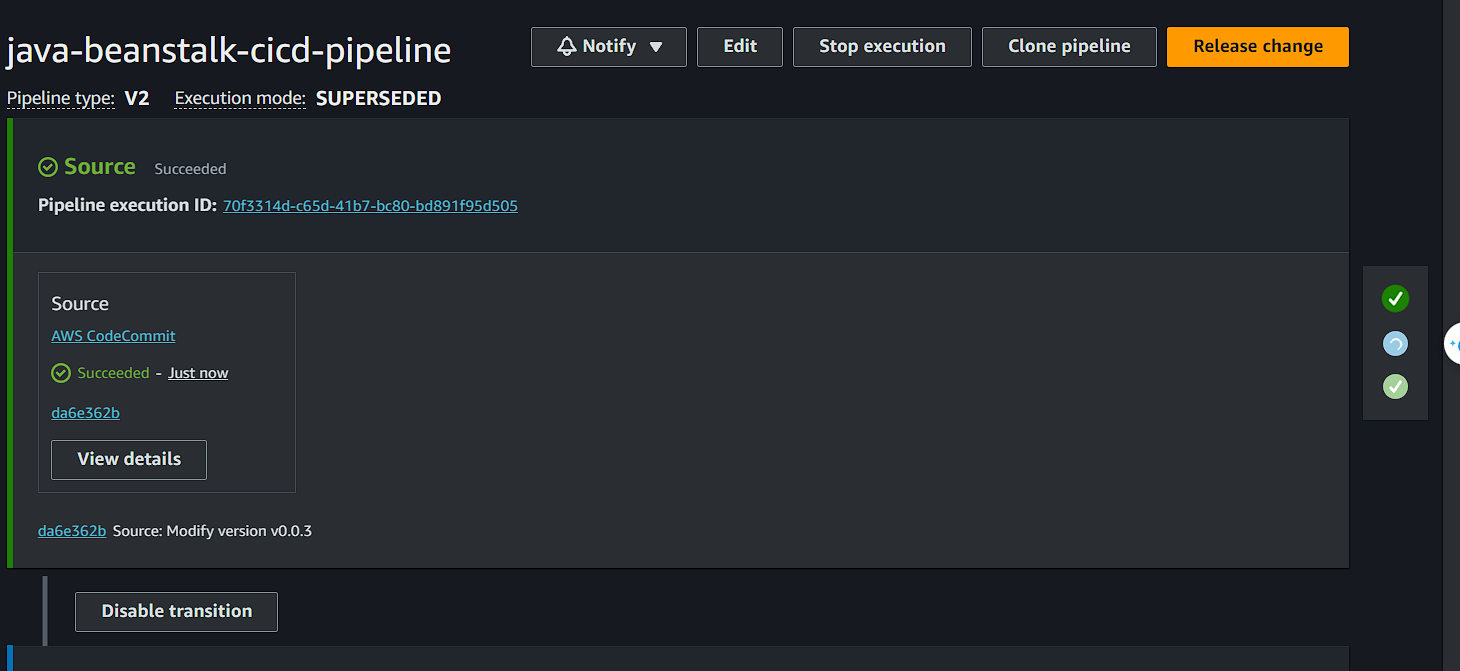 java-beanstalk-cicd-pipeline
Notify
Edit
Stop execution
Clone pipeline
Release change
Pipeline type: V2 Execution mode: SUPERSEDED
Source Succeeded
Pipeline execution ID: 70f3314d-c65d-41b7-bc80-bd891f95d505
Source
AWS CodeCommit
Succeeded - Just now
da6e362b
View details
da6e362b Source: Modify version v0.0.3
Disable transition